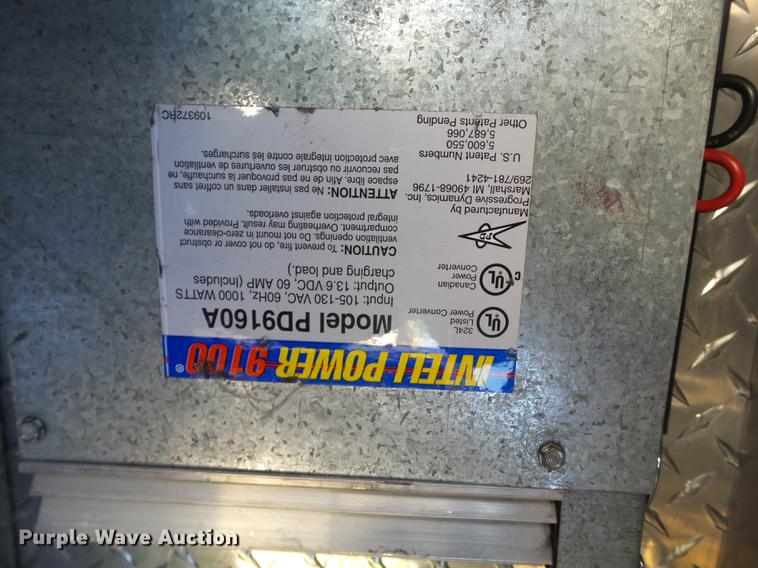 INTELI POWER 9100 ®
Model PD9160A
Input: 105-130 VAC, 60Hz, 1000 WATTS
Output: 13.6 VDC, 60 AMP (Includes
charging and load.)
CAUTION: To prevent fire, do not cover or obstruct
ventilation openings. Do not mount in zero-clearance
compartment. Overheating may result. Provided with
integral protection against overloads.
ATTENTION: Ne pas installer dans un coffret sans
espace libre. Afin de ne pas provoquer la surchauffe, ne
pas recouvrir ou obstuer les ouvertures de ventilation
avec protection integrale contre les surcharges.
109372RC
UL
324L
Listed
Power Converter
C UL
Canadian
Power
Converter
PD
Manufactured by
Progressive Dynamics, Inc.
Marshall, MI 49068-1796
269/781-4241
U.S. Patent Numbers
5,600,550
5,687,066
Other Patents Pending
Purple Wave Auction